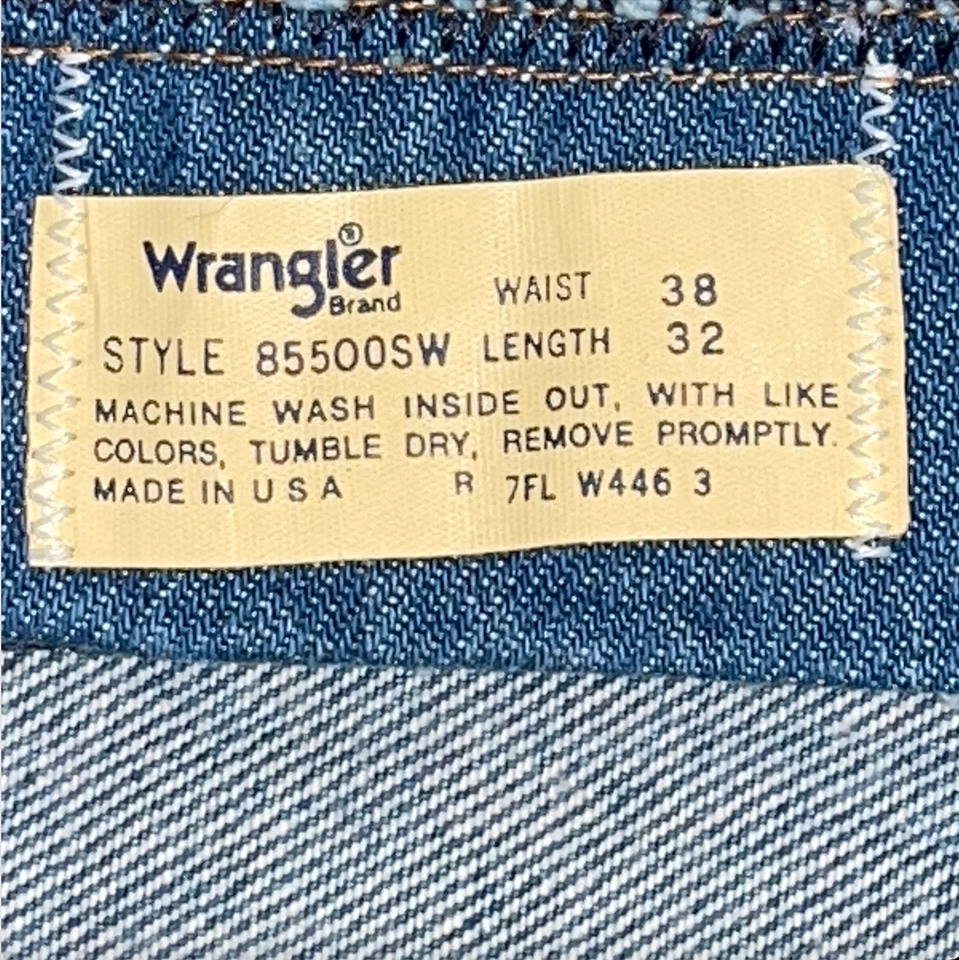 Wrangler®
Brand
WAIST 38
STYLE 85500SW LENGTH 32
MACHINE WASH INSIDE OUT, WITH LIKE
COLORS, TUMBLE DRY, REMOVE PROMPTLY.
MADE IN U S A R 7FL W446 3